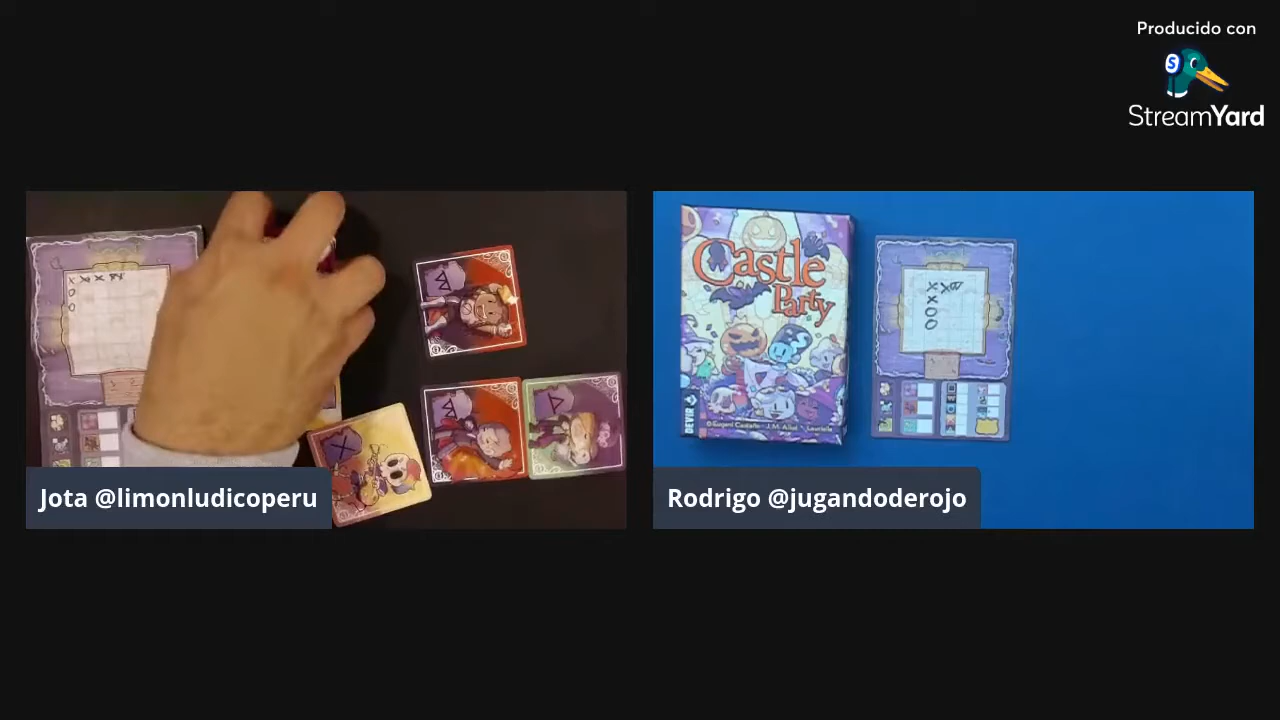 Producido con
StreamYard
Castle
Party
DEVIR
Jota @limonludicoperu
Rodrigo @jugandoderojo